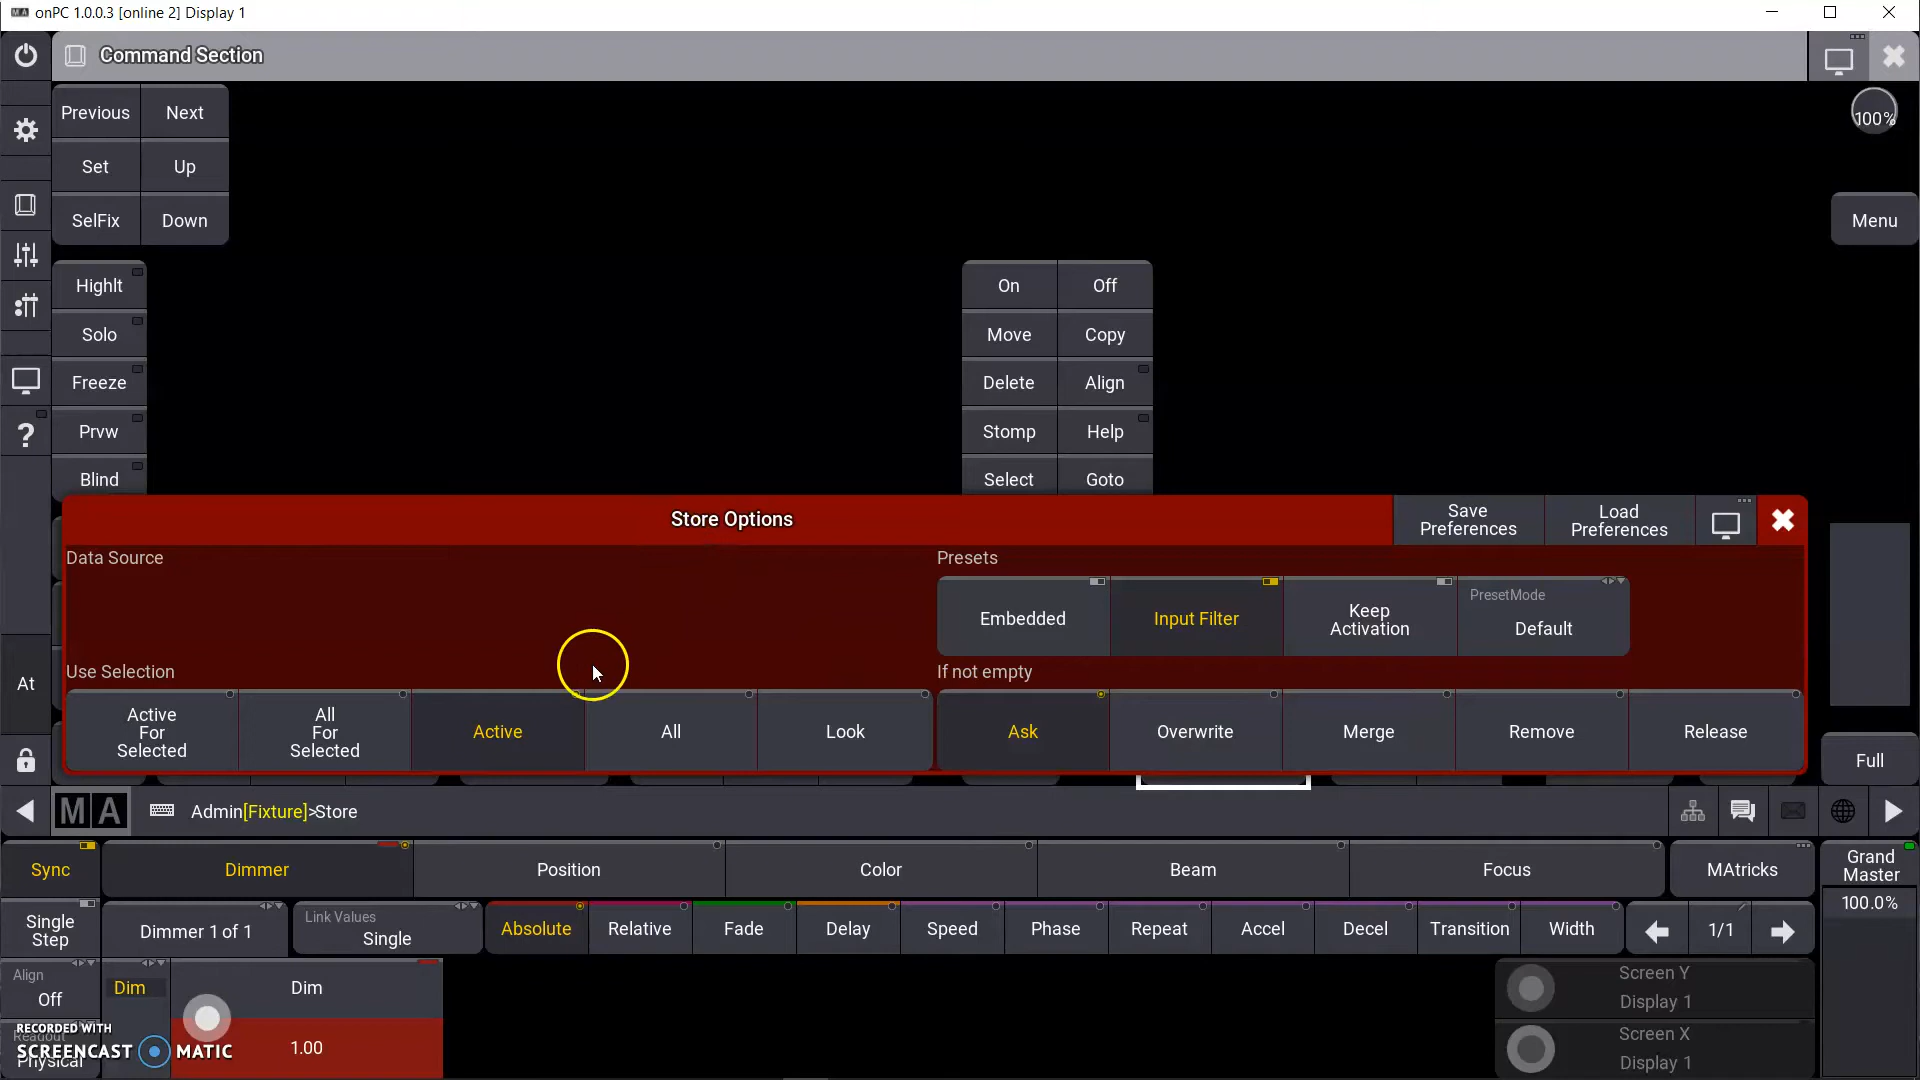 onPC 1.0.0.3 [online 2] Display 1
Command Section
Previous
Next
100%
Set
Up
SelFix
Down
Menu
Highlt
On
Off
Solo
Move
Copy
Freeze
Delete
Align
Prvw
Stomp
Help
Blind
Select
Goto
Store Options
Save
Preferences
Load
Preferences
Data Source
Presets
Embedded
Input Filter
Keep
Activation
PresetMode
Default
Use Selection
If not empty
At
Active
For
Selected
All
For
Selected
Active
All
Look
Ask
Overwrite
Merge
Remove
Release
Full
MA
Admin[Fixture]>Store
Sync
Dimmer
Position
Color
Beam
Focus
MAtricks
Grand
Master
100.0%
Single
Step
Dimmer 1 of 1
Link Values
Single
Absolute
Relative
Fade
Delay
Speed
Phase
Repeat
Accel
Decel
Transition
Width
1/1
Align
Off
Dim
Dim
Screen Y
Display 1
RECORDED WITH
Readout
SCREENCAST MATIC
Physical
1.00
Screen X
Display 1